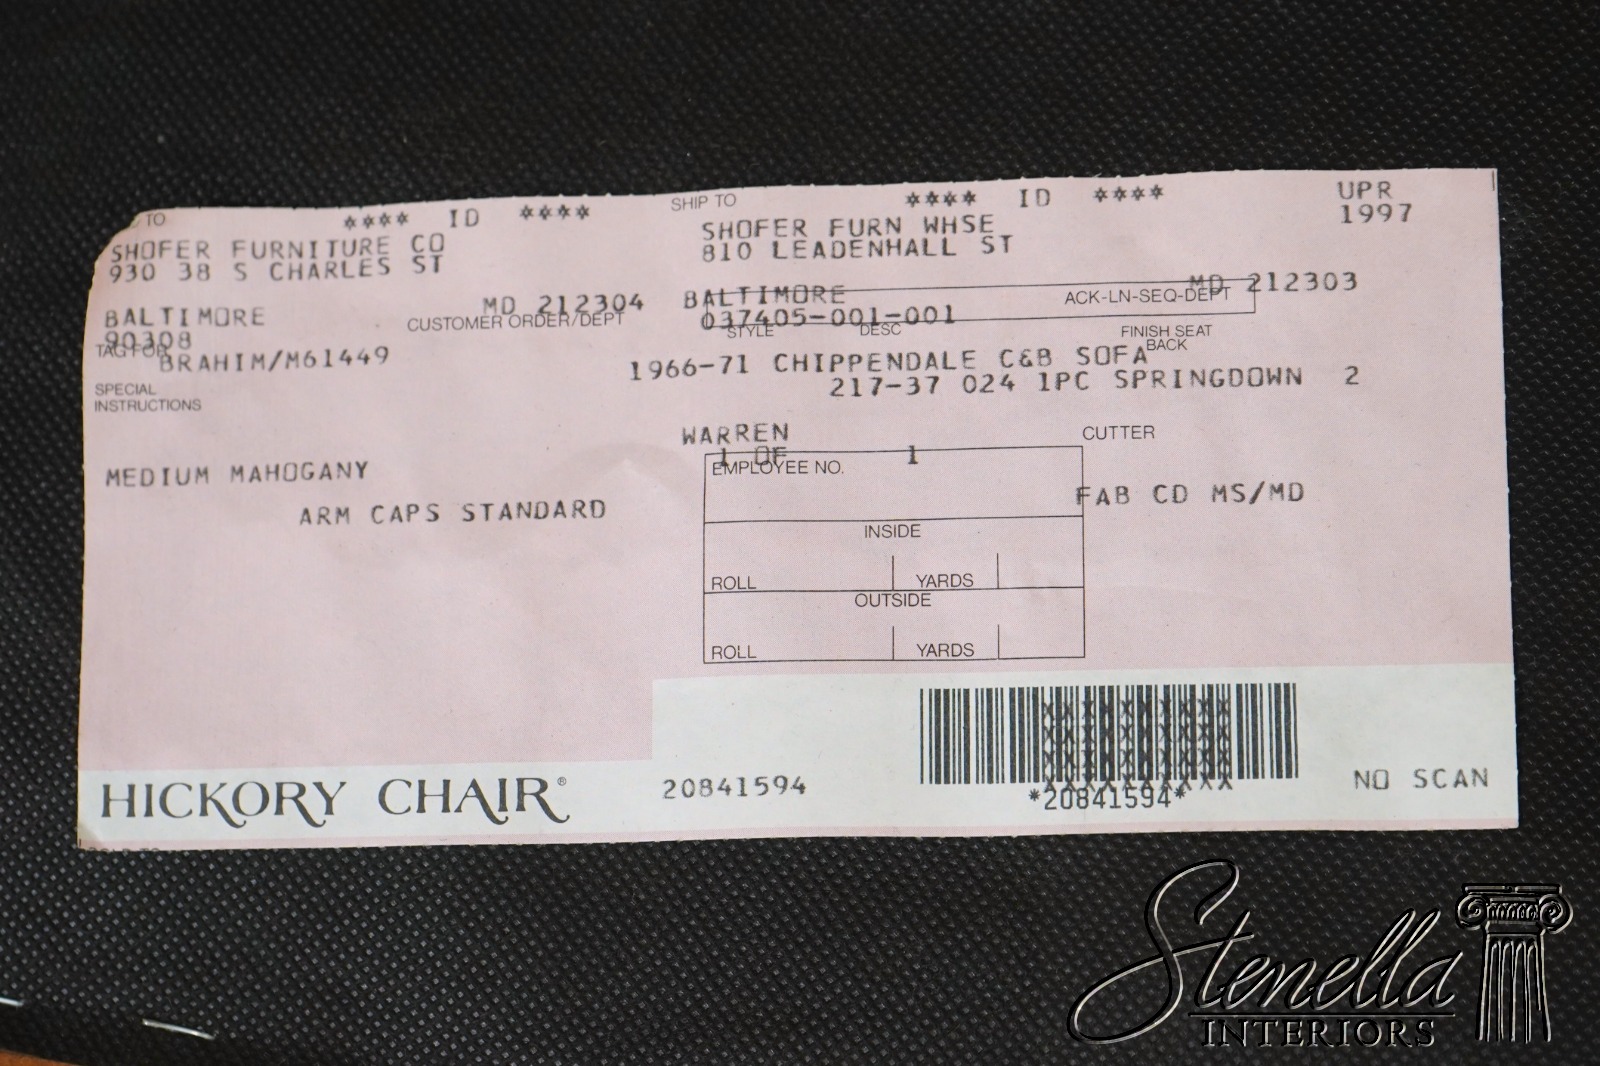 TO
**** ID ****
SHIP TO
**** ID ****
UPR
1997
SHOFER FURNITURE CO
930 38 S CHARLES ST
SHOFER FURN WHSE
810 LEADENHALL ST
BALTIMORE MD 212304
BALTIMORE MD 212303
CUSTOMER ORDER/DEPT
ACK-LN-SEQ-DEPT
90308
037405-001-001
TAG FOR
BRAHIM/M61449
STYLE DESC
FINISH SEAT
BACK
1966-71 CHIPPENDALE C&B SOFA
217-37 024 1PC SPRINGDOWN 2
SPECIAL
INSTRUCTIONS
WARREN
1 OF 1
CUTTER
EMPLOYEE NO.
MEDIUM MAHOGANY
ARM CAPS STANDARD
FAB CD MS/MD
INSIDE
ROLL YARDS
OUTSIDE
ROLL YARDS
HICKORY CHAIR®
20841594
*20841594*
NO SCAN
Stenella
INTERIORS